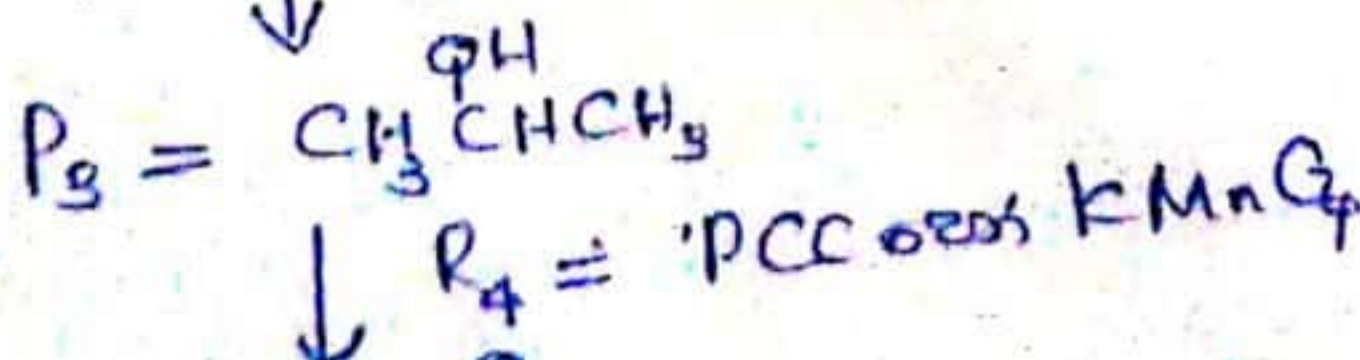 OH
P₃ = CH₃CHCH₃
R₄ = PCC or KMnO₄